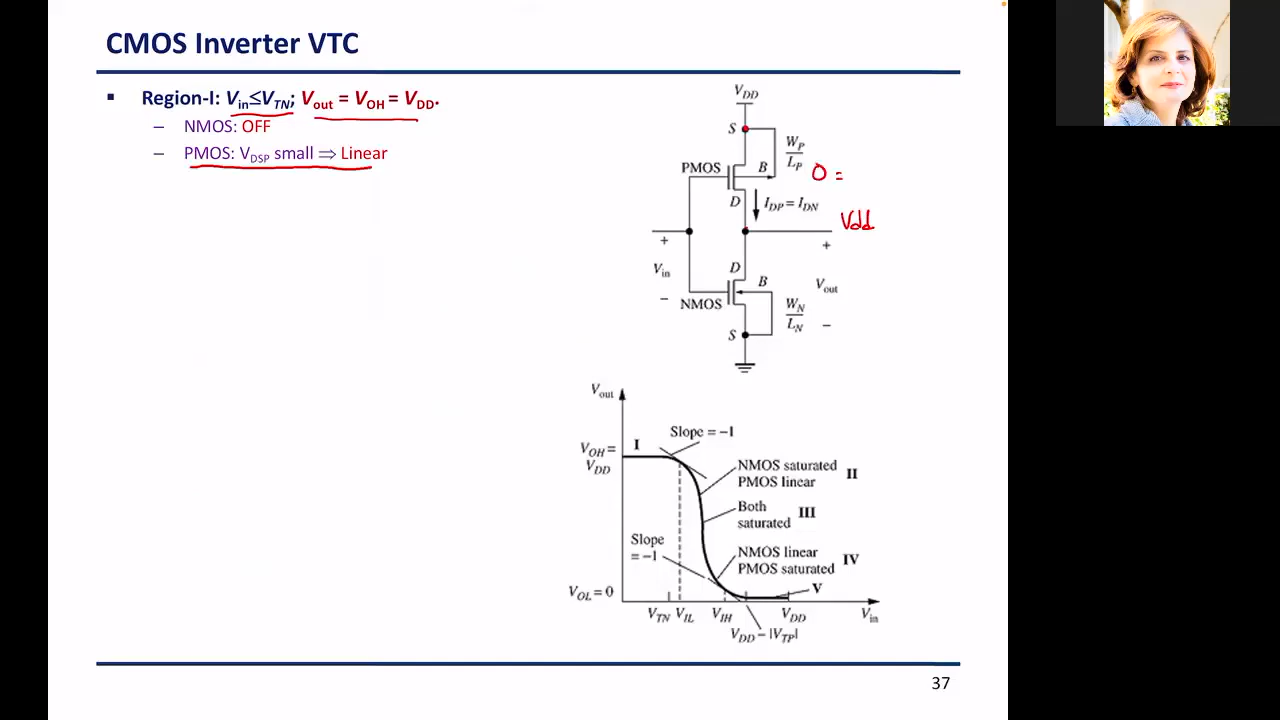 CMOS Inverter VTC
▪ Region-I: Vin≤VTN; Vout = VOH = VDD.
– NMOS: OFF
– PMOS: VDSP small ⇒ Linear
VDD
S
WP
LP
PMOS
B
O =
D
IDP = IDN
Vdd
+
+
Vin
D
B
Vout
–
NMOS
WN
LN
–
S
Vout
Slope = –1
VOH =
VDD
I
NMOS saturated
PMOS linear
II
Both
saturated
III
Slope
= –1
NMOS linear
PMOS saturated
IV
V
VOL = 0
VTN VIL VIH VDD Vin
VDD – |VTP|
37